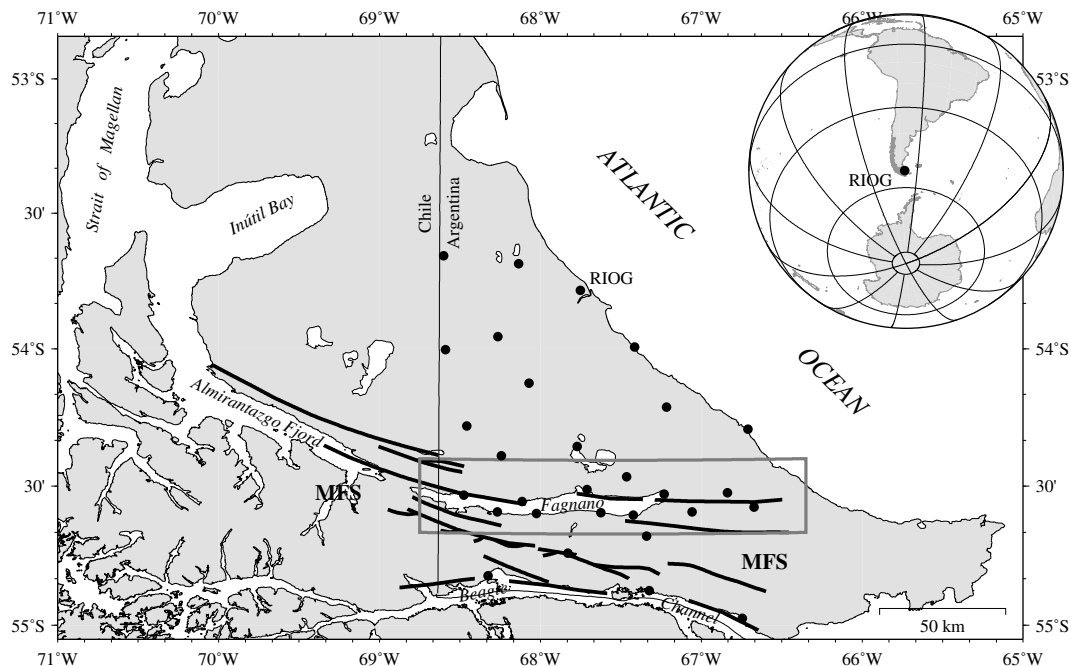 71°W 70°W 69°W 68°W 67°W 66°W 65°W
53°S
53°S
Strait of Magellan
ATLANTIC
RIOG
30'
Inútil Bay
Chile
Argentina
RIOG
54°S
54°S
OCEAN
Almirantazgo Fjord
30'
30'
MFS
Fagnano
MFS
Beagle
Channel
50 km
55°S
55°S
71°W 70°W 69°W 68°W 67°W 66°W 65°W